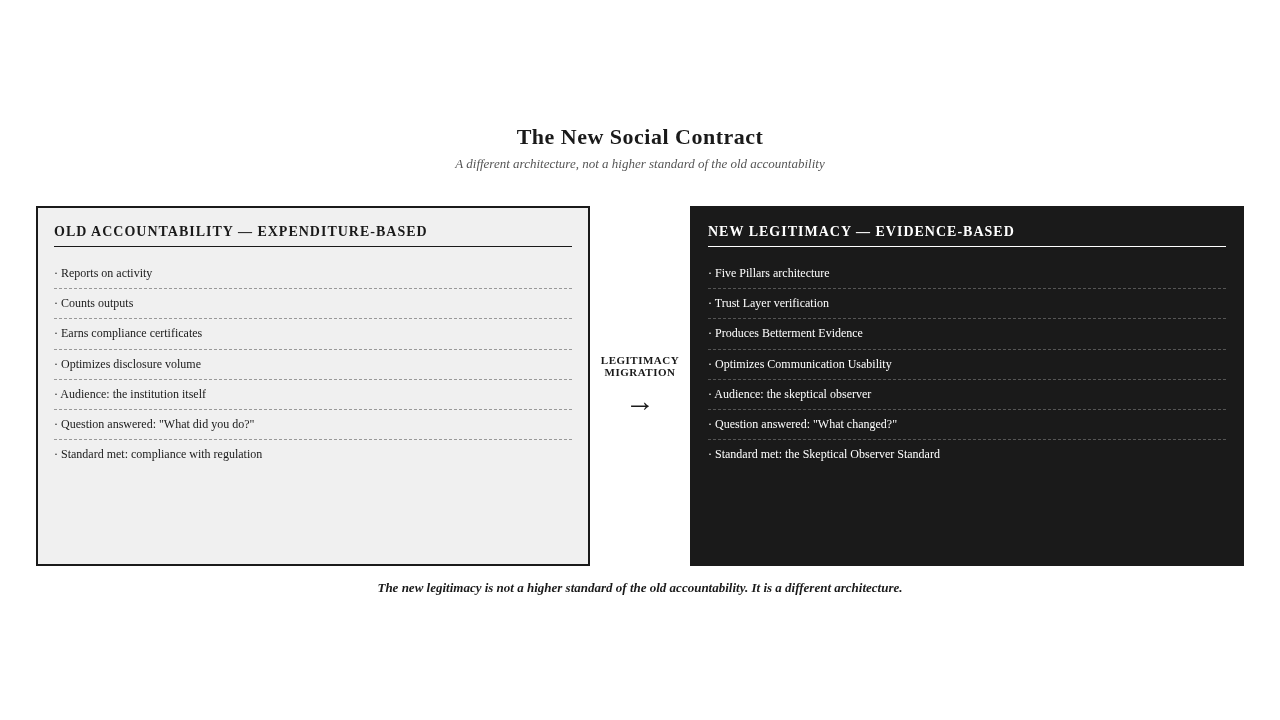 The New Social Contract
A different architecture, not a higher standard of the old accountability
OLD ACCOUNTABILITY — EXPENDITURE-BASED
· Reports on activity
· Counts outputs
· Earns compliance certificates
· Optimizes disclosure volume
· Audience: the institution itself
· Question answered: "What did you do?"
· Standard met: compliance with regulation
LEGITIMACY
MIGRATION
→
NEW LEGITIMACY — EVIDENCE-BASED
· Five Pillars architecture
· Trust Layer verification
· Produces Betterment Evidence
· Optimizes Communication Usability
· Audience: the skeptical observer
· Question answered: "What changed?"
· Standard met: the Skeptical Observer Standard
The new legitimacy is not a higher standard of the old accountability. It is a different architecture.